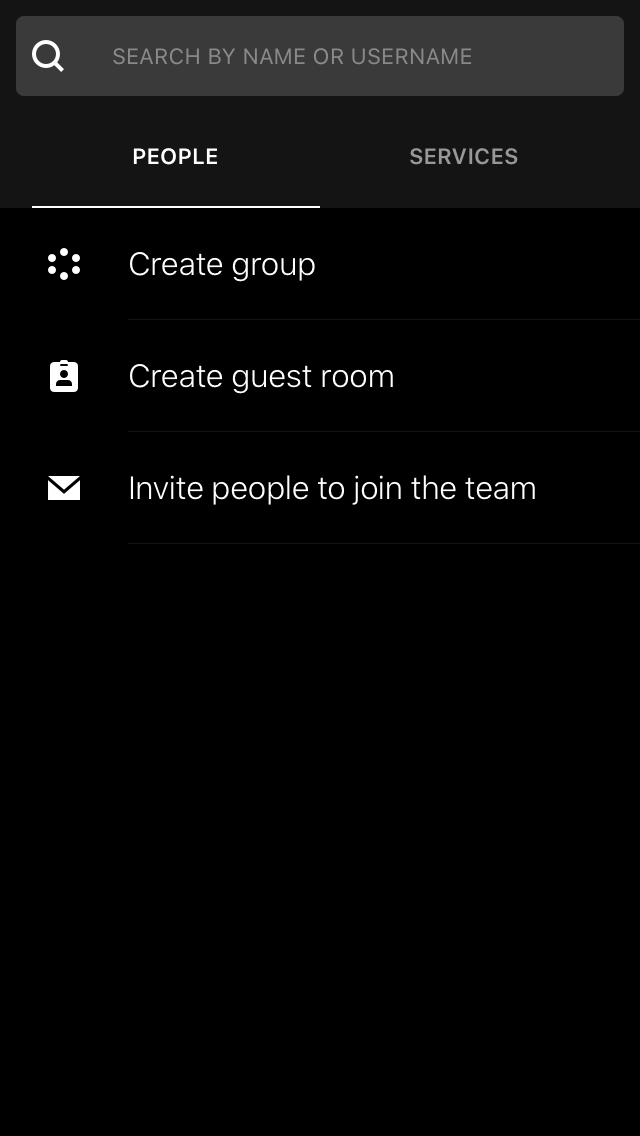 SEARCH BY NAME OR USERNAME
PEOPLE
SERVICES
Create group
Create guest room
Invite people to join the team